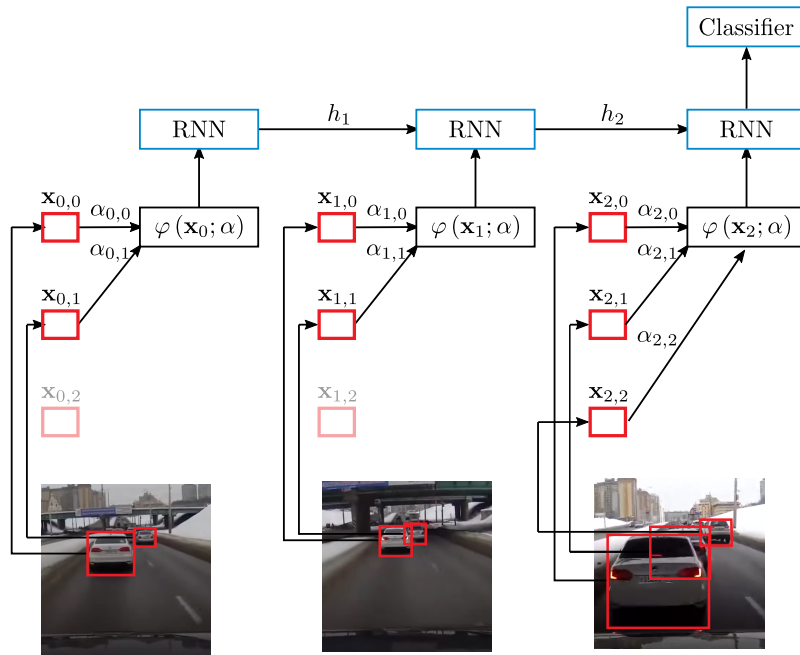 Classifier
RNN
h₁
RNN
h₂
RNN
x₀,₀
α₀,₀
φ (x₀; α)
α₀,₁
x₀,₁
x₀,₂
x₁,₀
α₁,₀
φ (x₁; α)
α₁,₁
x₁,₁
x₁,₂
x₂,₀
α₂,₀
φ (x₂; α)
α₂,₁
x₂,₁
α₂,₂
x₂,₂